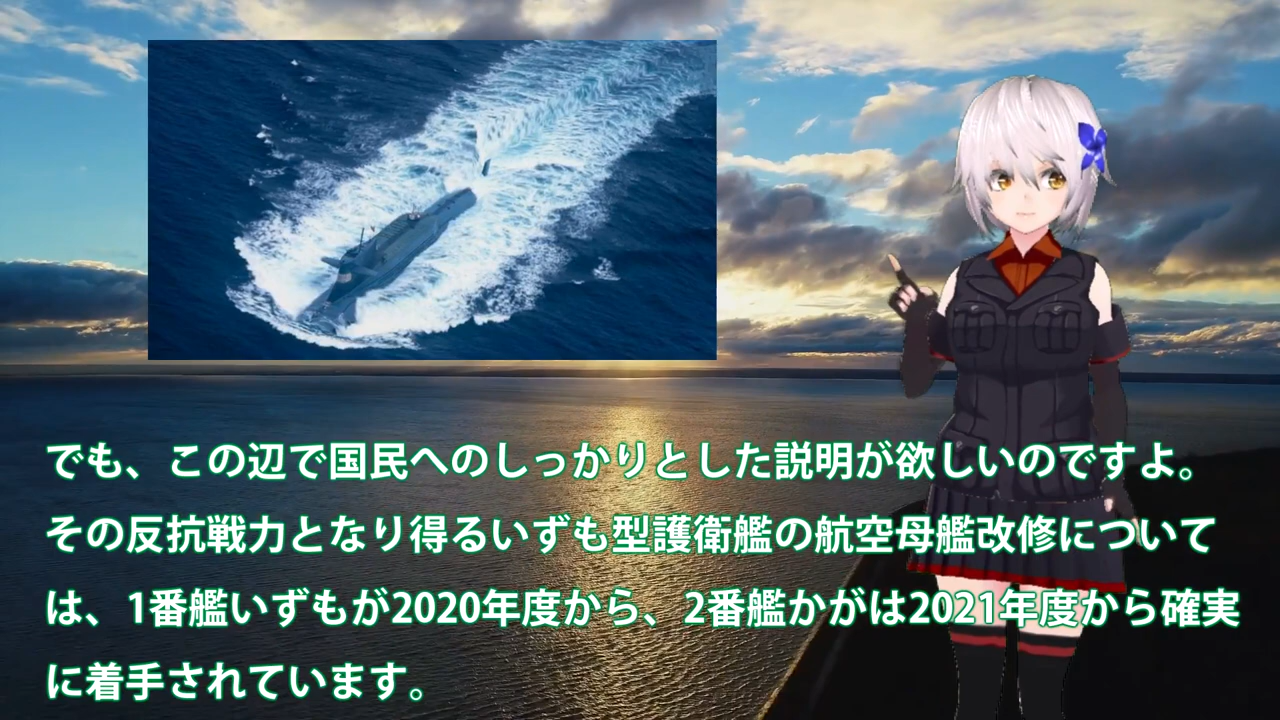 でも、この辺で国民へのしっかりとした説明が欲しいのですよ。
その反抗戦力となり得るいずも型護衛艦の航空母艦改修について
は、1番艦いずもが2020年度から、2番艦かがは2021年度から確実
に着手されています。